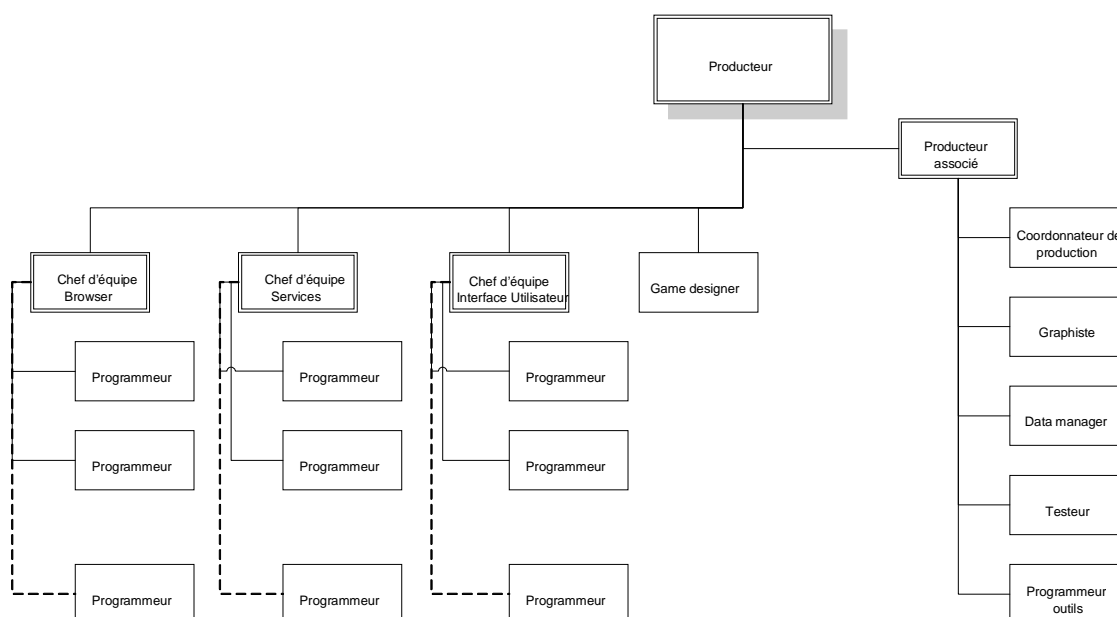 Producteur
Producteur
associé
Chef d'équipe
Browser
Chef d'équipe
Services
Chef d'équipe
Interface Utilisateur
Game designer
Coordonnateur de
production
Programmeur
Programmeur
Programmeur
Graphiste
Programmeur
Programmeur
Programmeur
Data manager
Testeur
Programmeur
Programmeur
Programmeur
Programmeur
outils